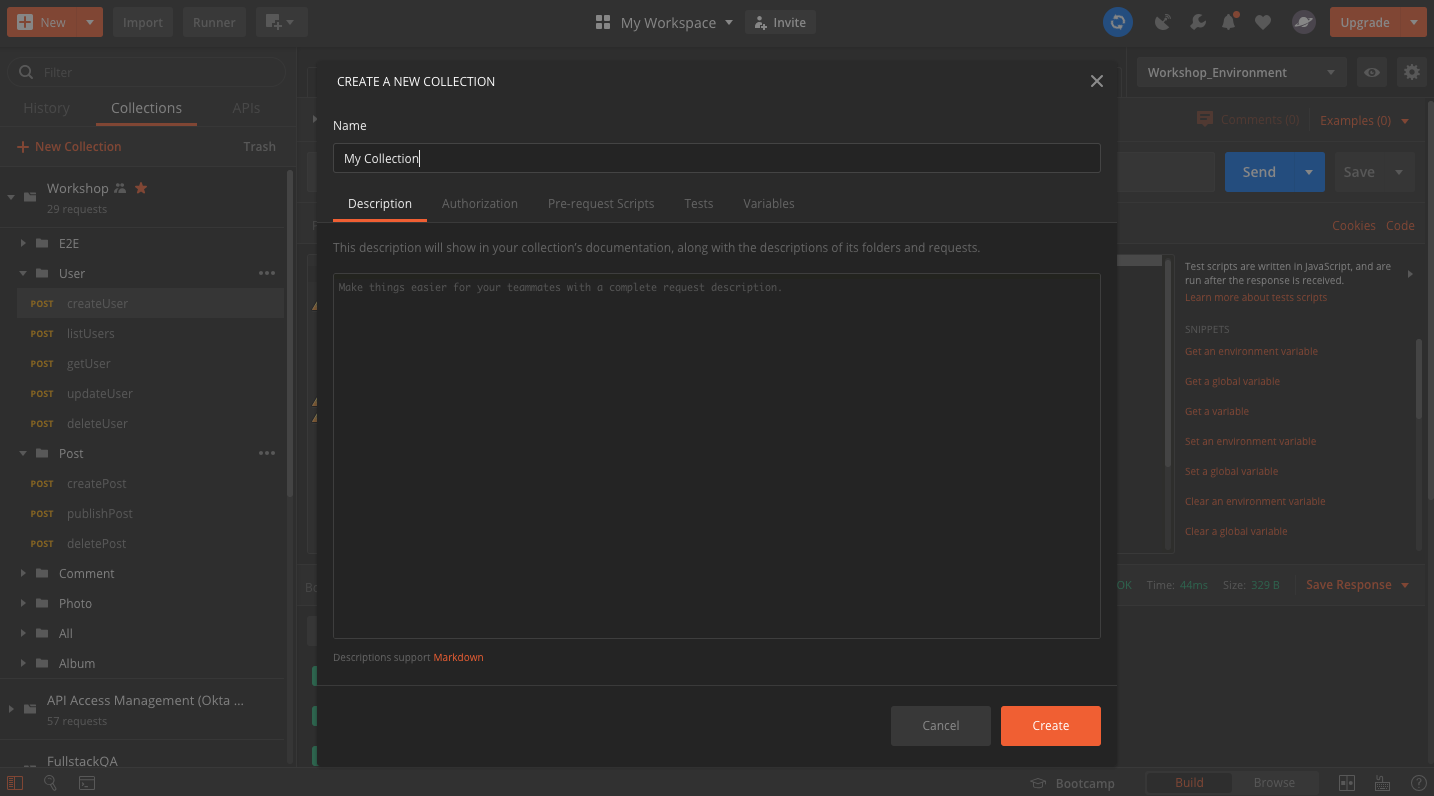 New
Import
Runner
My Workspace
Invite
Upgrade
Filter
History
Collections
APIs
New Collection
Trash
Workshop
29 requests
E2E
User
POST createUser
POST listUsers
POST getUser
POST updateUser
POST deleteUser
Post
POST createPost
POST publishPost
POST deletePost
Comment
Photo
All
Album
API Access Management (Okta ...
57 requests
FullstackQA
CREATE A NEW COLLECTION
Name
My Collection
Description
Authorization
Pre-request Scripts
Tests
Variables
This description will show in your collection's documentation, along with the descriptions of its folders and requests.
Make things easier for your teammates with a complete request description.
Descriptions support Markdown
Cancel
Create
Workshop_Environment
Comments (0)
Examples (0)
Send
Save
Cookies
Code
Test scripts are written in JavaScript, and are
run after the response is received.
Learn more about tests scripts
SNIPPETS
Get an environment variable
Get a global variable
Get a variable
Set an environment variable
Set a global variable
Clear an environment variable
Clear a global variable
OK Time: 44ms Size: 329 B
Save Response
Bootcamp
Build
Browse